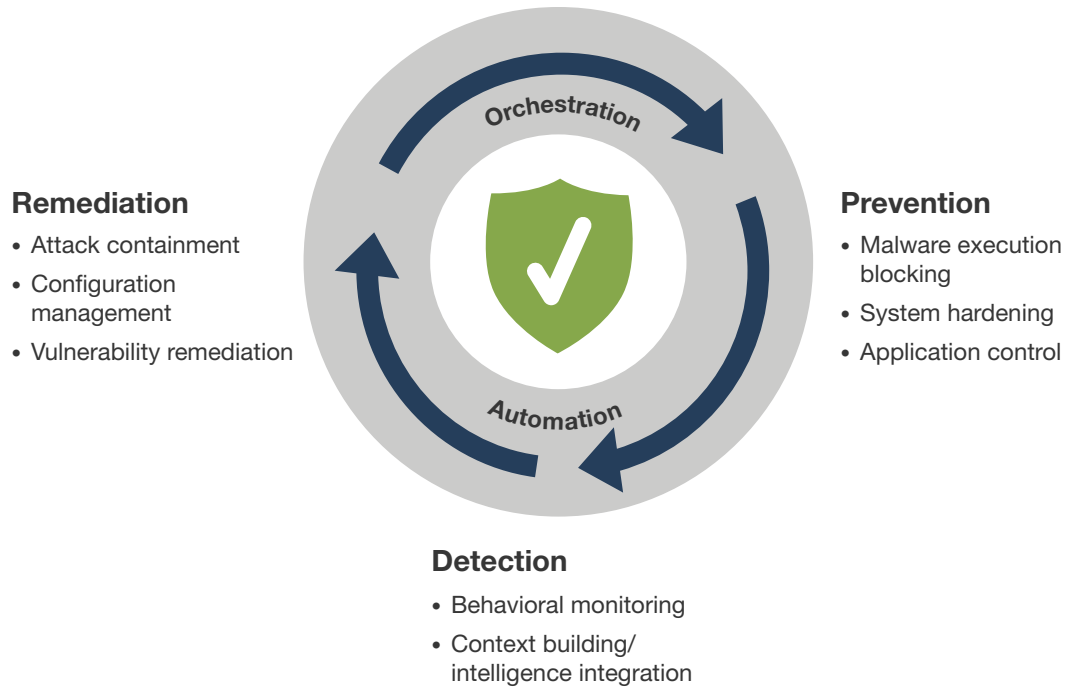 Orchestration
Remediation
• Attack containment
• Configuration
management
• Vulnerability remediation
Prevention
• Malware execution
blocking
• System hardening
• Application control
Automation
Detection
• Behavioral monitoring
• Context building/
intelligence integration